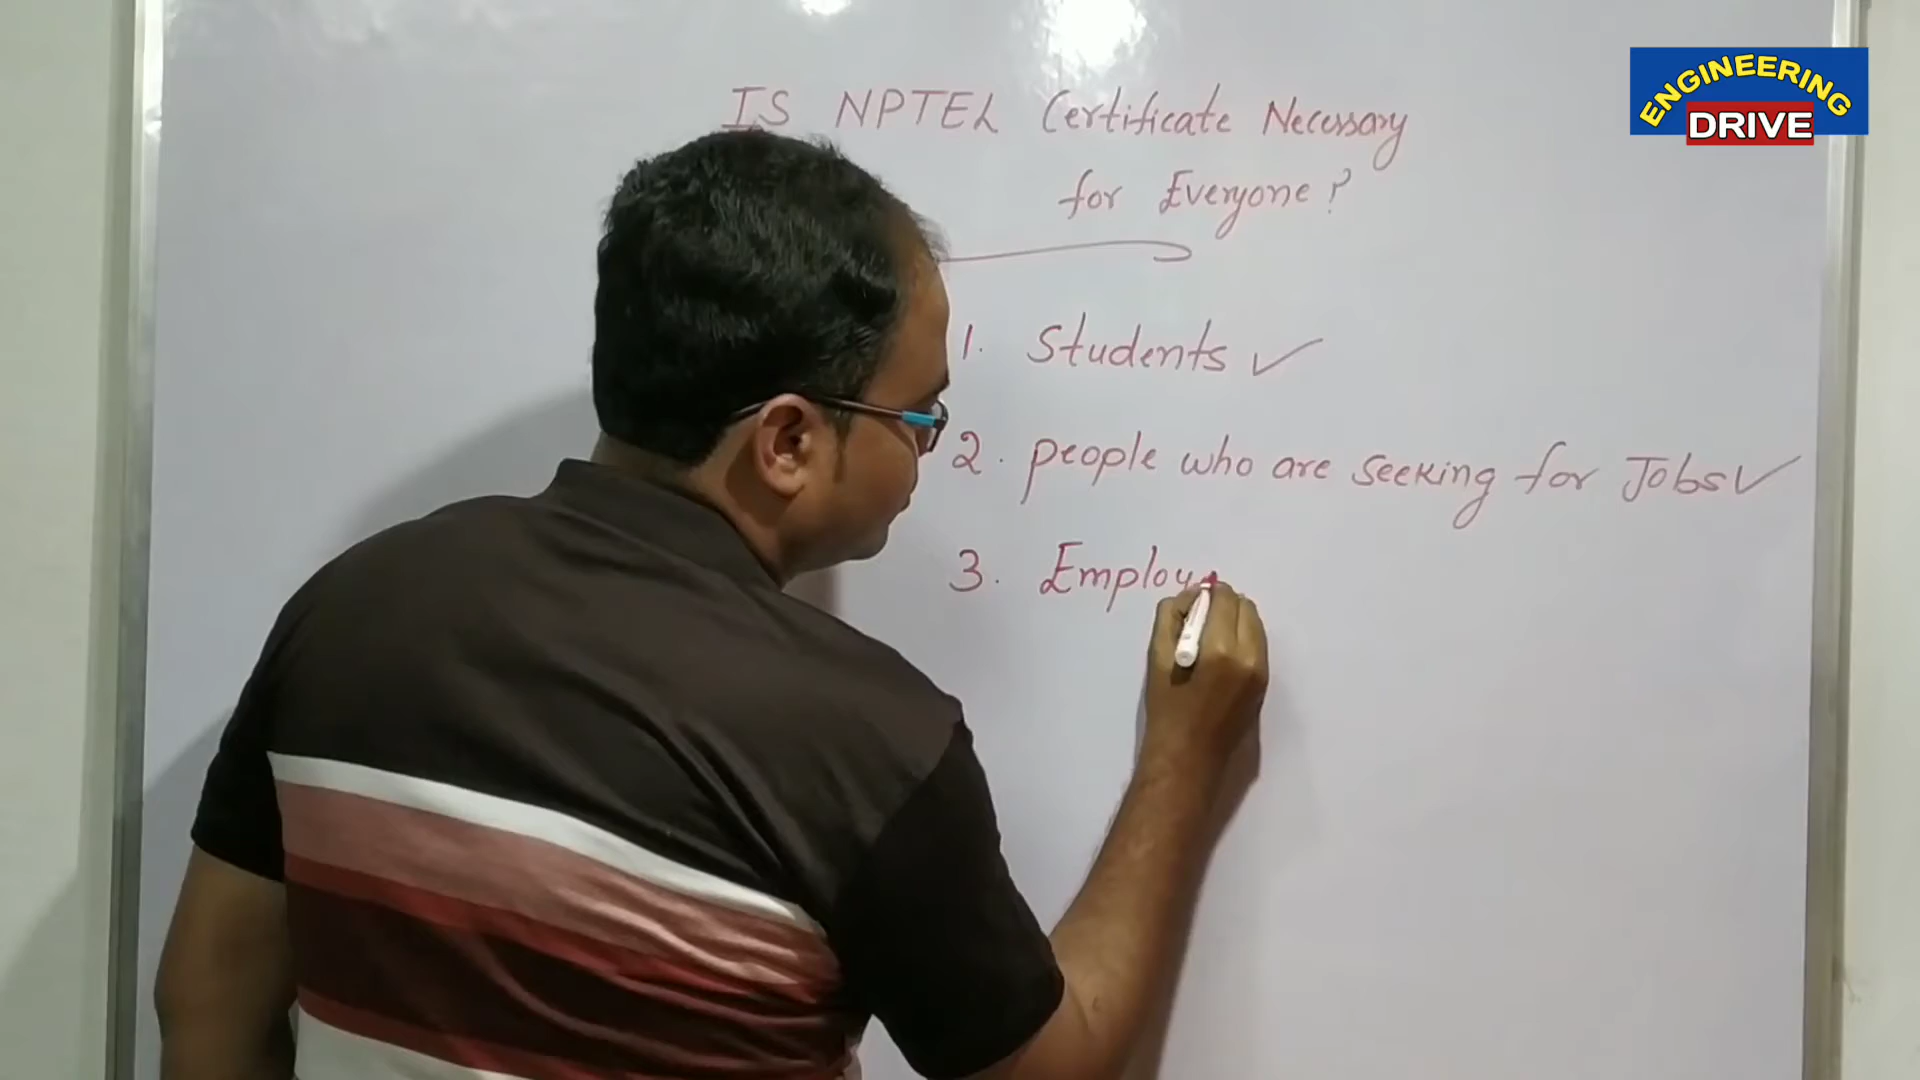 ENGINEERING
DRIVE
IS NPTEL Certificate Necessary
for Everyone?
1. Students ✓
2. people who are seeking for Jobs✓
3. Employ